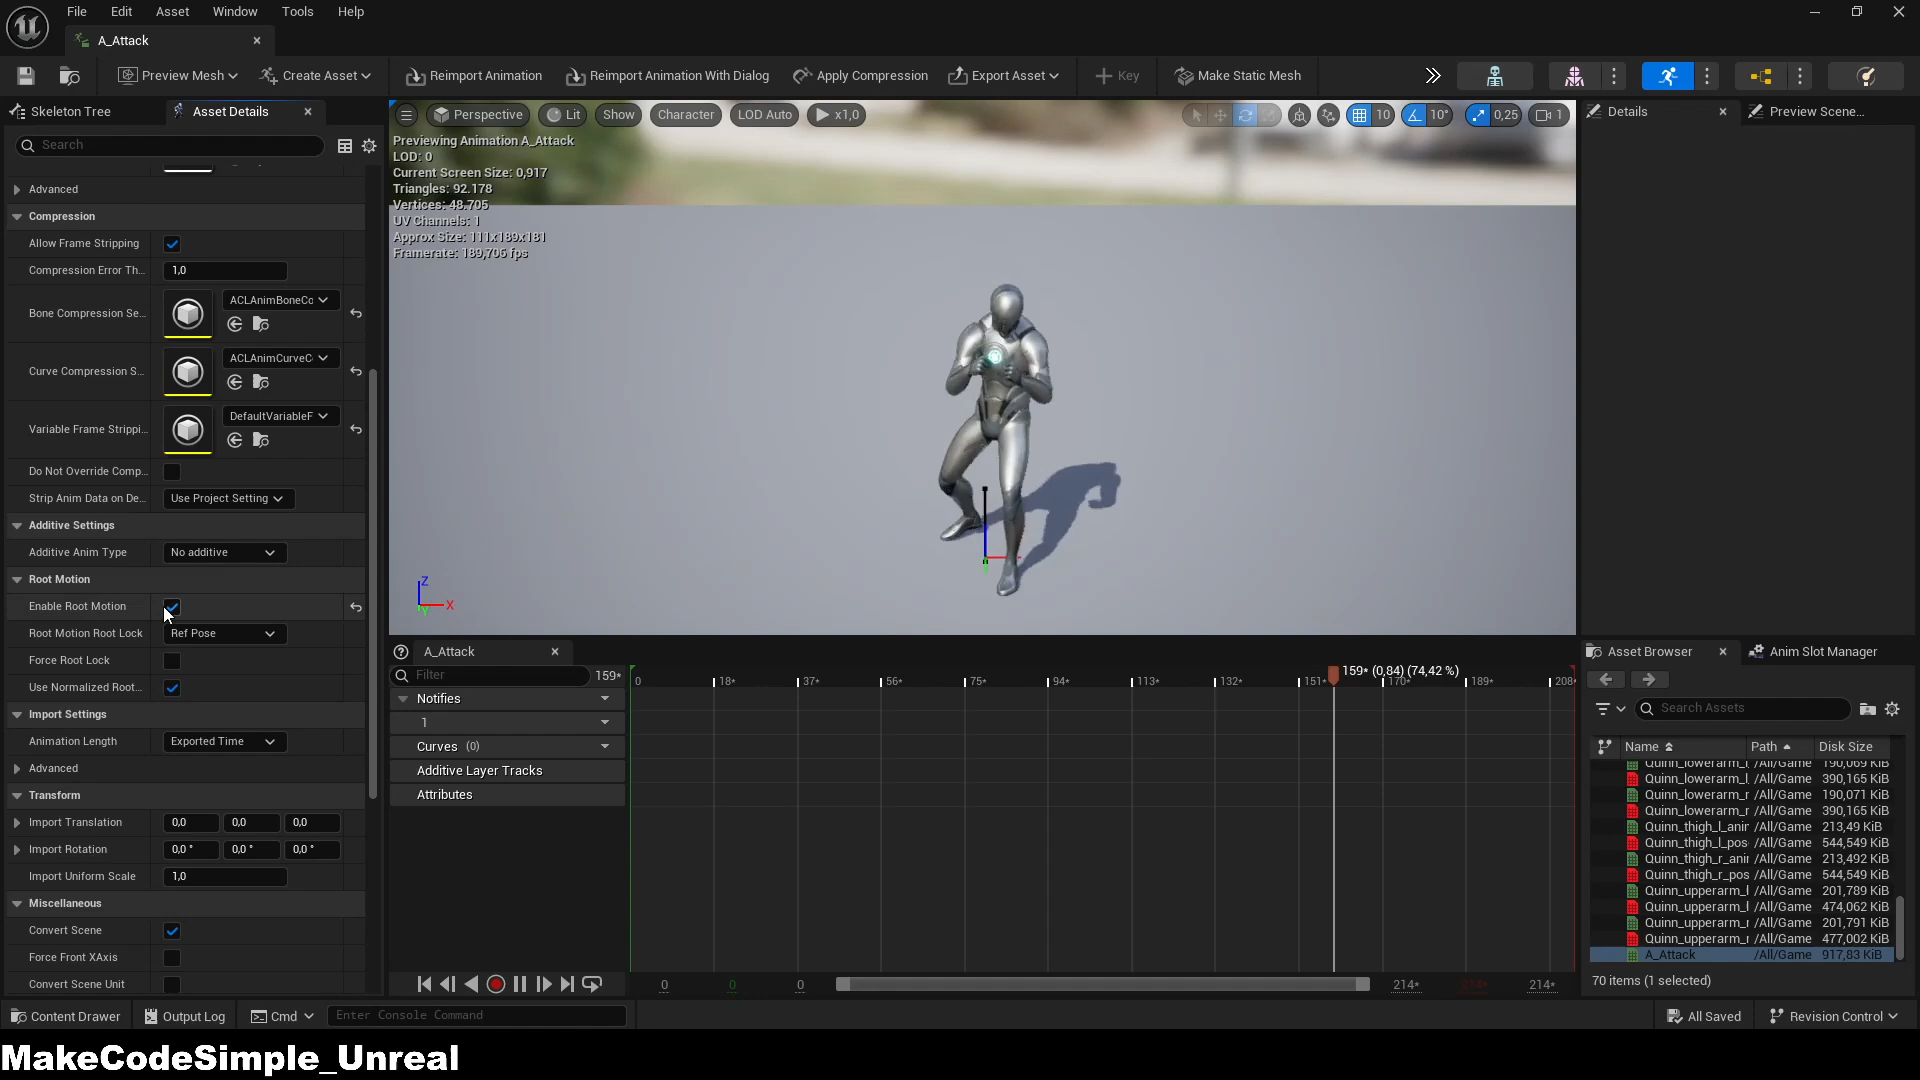 File Edit Asset Window Tools Help
A_Attack
Preview Mesh Create Asset Reimport Animation Reimport Animation With Dialog Apply Compression Export Asset Key Make Static Mesh
Skeleton Tree Asset Details
Search
Advanced
Compression
Allow Frame Stripping
Compression Error Th... 1,0
Bone Compression Se... ACLAnimBoneCo
Curve Compression S... ACLAnimCurveC
Variable Frame Strippi... DefaultVariableF
Do Not Override Comp...
Strip Anim Data on De... Use Project Setting
Additive Settings
Additive Anim Type No additive
Root Motion
Enable Root Motion
Root Motion Root Lock Ref Pose
Force Root Lock
Use Normalized Root...
Import Settings
Animation Length Exported Time
Advanced
Transform
Import Translation 0,0 0,0 0,0
Import Rotation 0,0 ° 0,0 ° 0,0 °
Import Uniform Scale 1,0
Miscellaneous
Convert Scene
Force Front XAxis
Convert Scene Unit
Perspective Lit Show Character LOD Auto x1,0 10 10° 0,25 1
Previewing Animation A_Attack
LOD: 0
Current Screen Size: 0,917
Triangles: 92.178
Vertices: 48.705
UV Channels: 1
Approx Size: 111x189x181
Framerate: 189,706 fps
Z
X
Y
A_Attack
Filter 159*
159* (0,84) (74,42 %)
0 18* 37* 56* 75* 94* 113* 132* 151* 170* 189* 208*
Notifies
1
Curves (0)
Additive Layer Tracks
Attributes
0 0 0 214* 214* 214*
Details Preview Scene...
Asset Browser Anim Slot Manager
Search Assets
Name Path Disk Size
Quinn_lowerarm_l /All/Game 190,069 KiB
Quinn_lowerarm_l /All/Game 390,165 KiB
Quinn_lowerarm_r /All/Game 190,071 KiB
Quinn_lowerarm_r /All/Game 390,165 KiB
Quinn_thigh_l_anir /All/Game 213,49 KiB
Quinn_thigh_l_pos /All/Game 544,549 KiB
Quinn_thigh_r_anir /All/Game 213,492 KiB
Quinn_thigh_r_pos /All/Game 544,549 KiB
Quinn_upperarm_l /All/Game 201,789 KiB
Quinn_upperarm_l /All/Game 474,062 KiB
Quinn_upperarm_r /All/Game 201,791 KiB
Quinn_upperarm_r /All/Game 477,002 KiB
A_Attack /All/Game 917,83 KiB
70 items (1 selected)
Content Drawer Output Log Cmd Enter Console Command All Saved Revision Control
MakeCodeSimple_Unreal